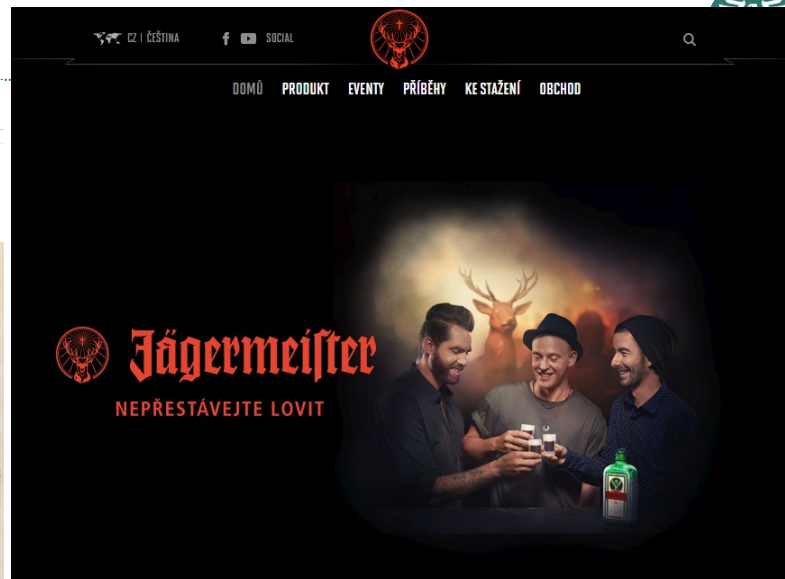 CZ | ČEŠTINA
SOCIAL
DOMŮ PRODUKT EVENTY PŘÍBĚHY KE STAŽENÍ OBCHOD
Jägermeiſter
NEPŘESTÁVEJTE LOVIT